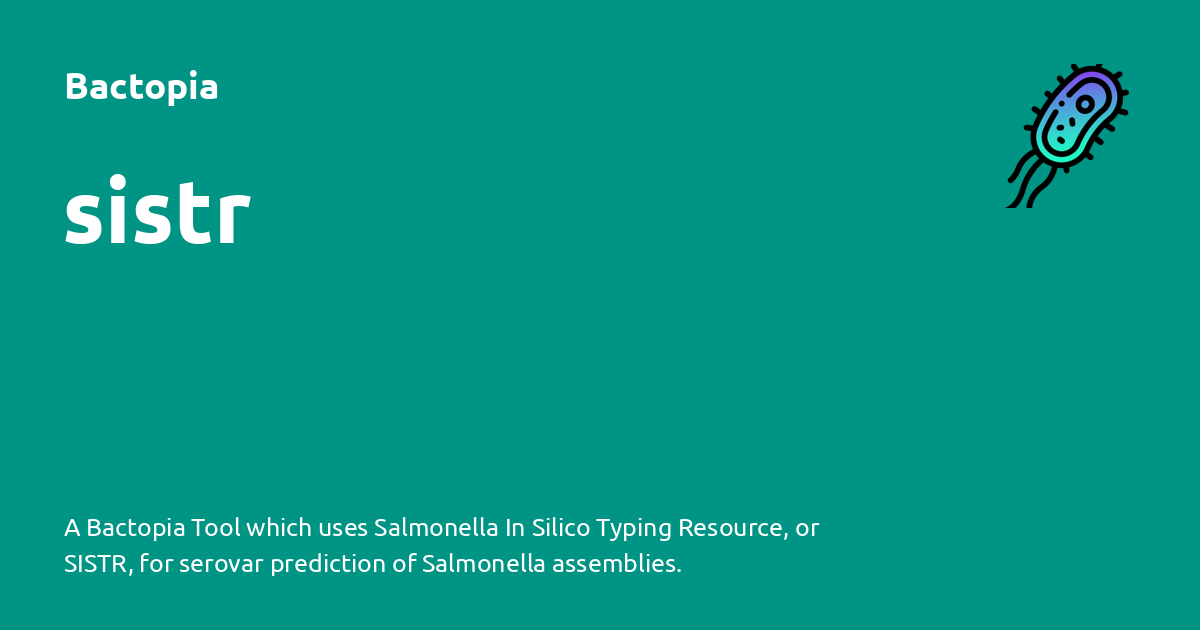 Bactopia
sistr
A Bactopia Tool which uses Salmonella In Silico Typing Resource, or
SISTR, for serovar prediction of Salmonella assemblies.